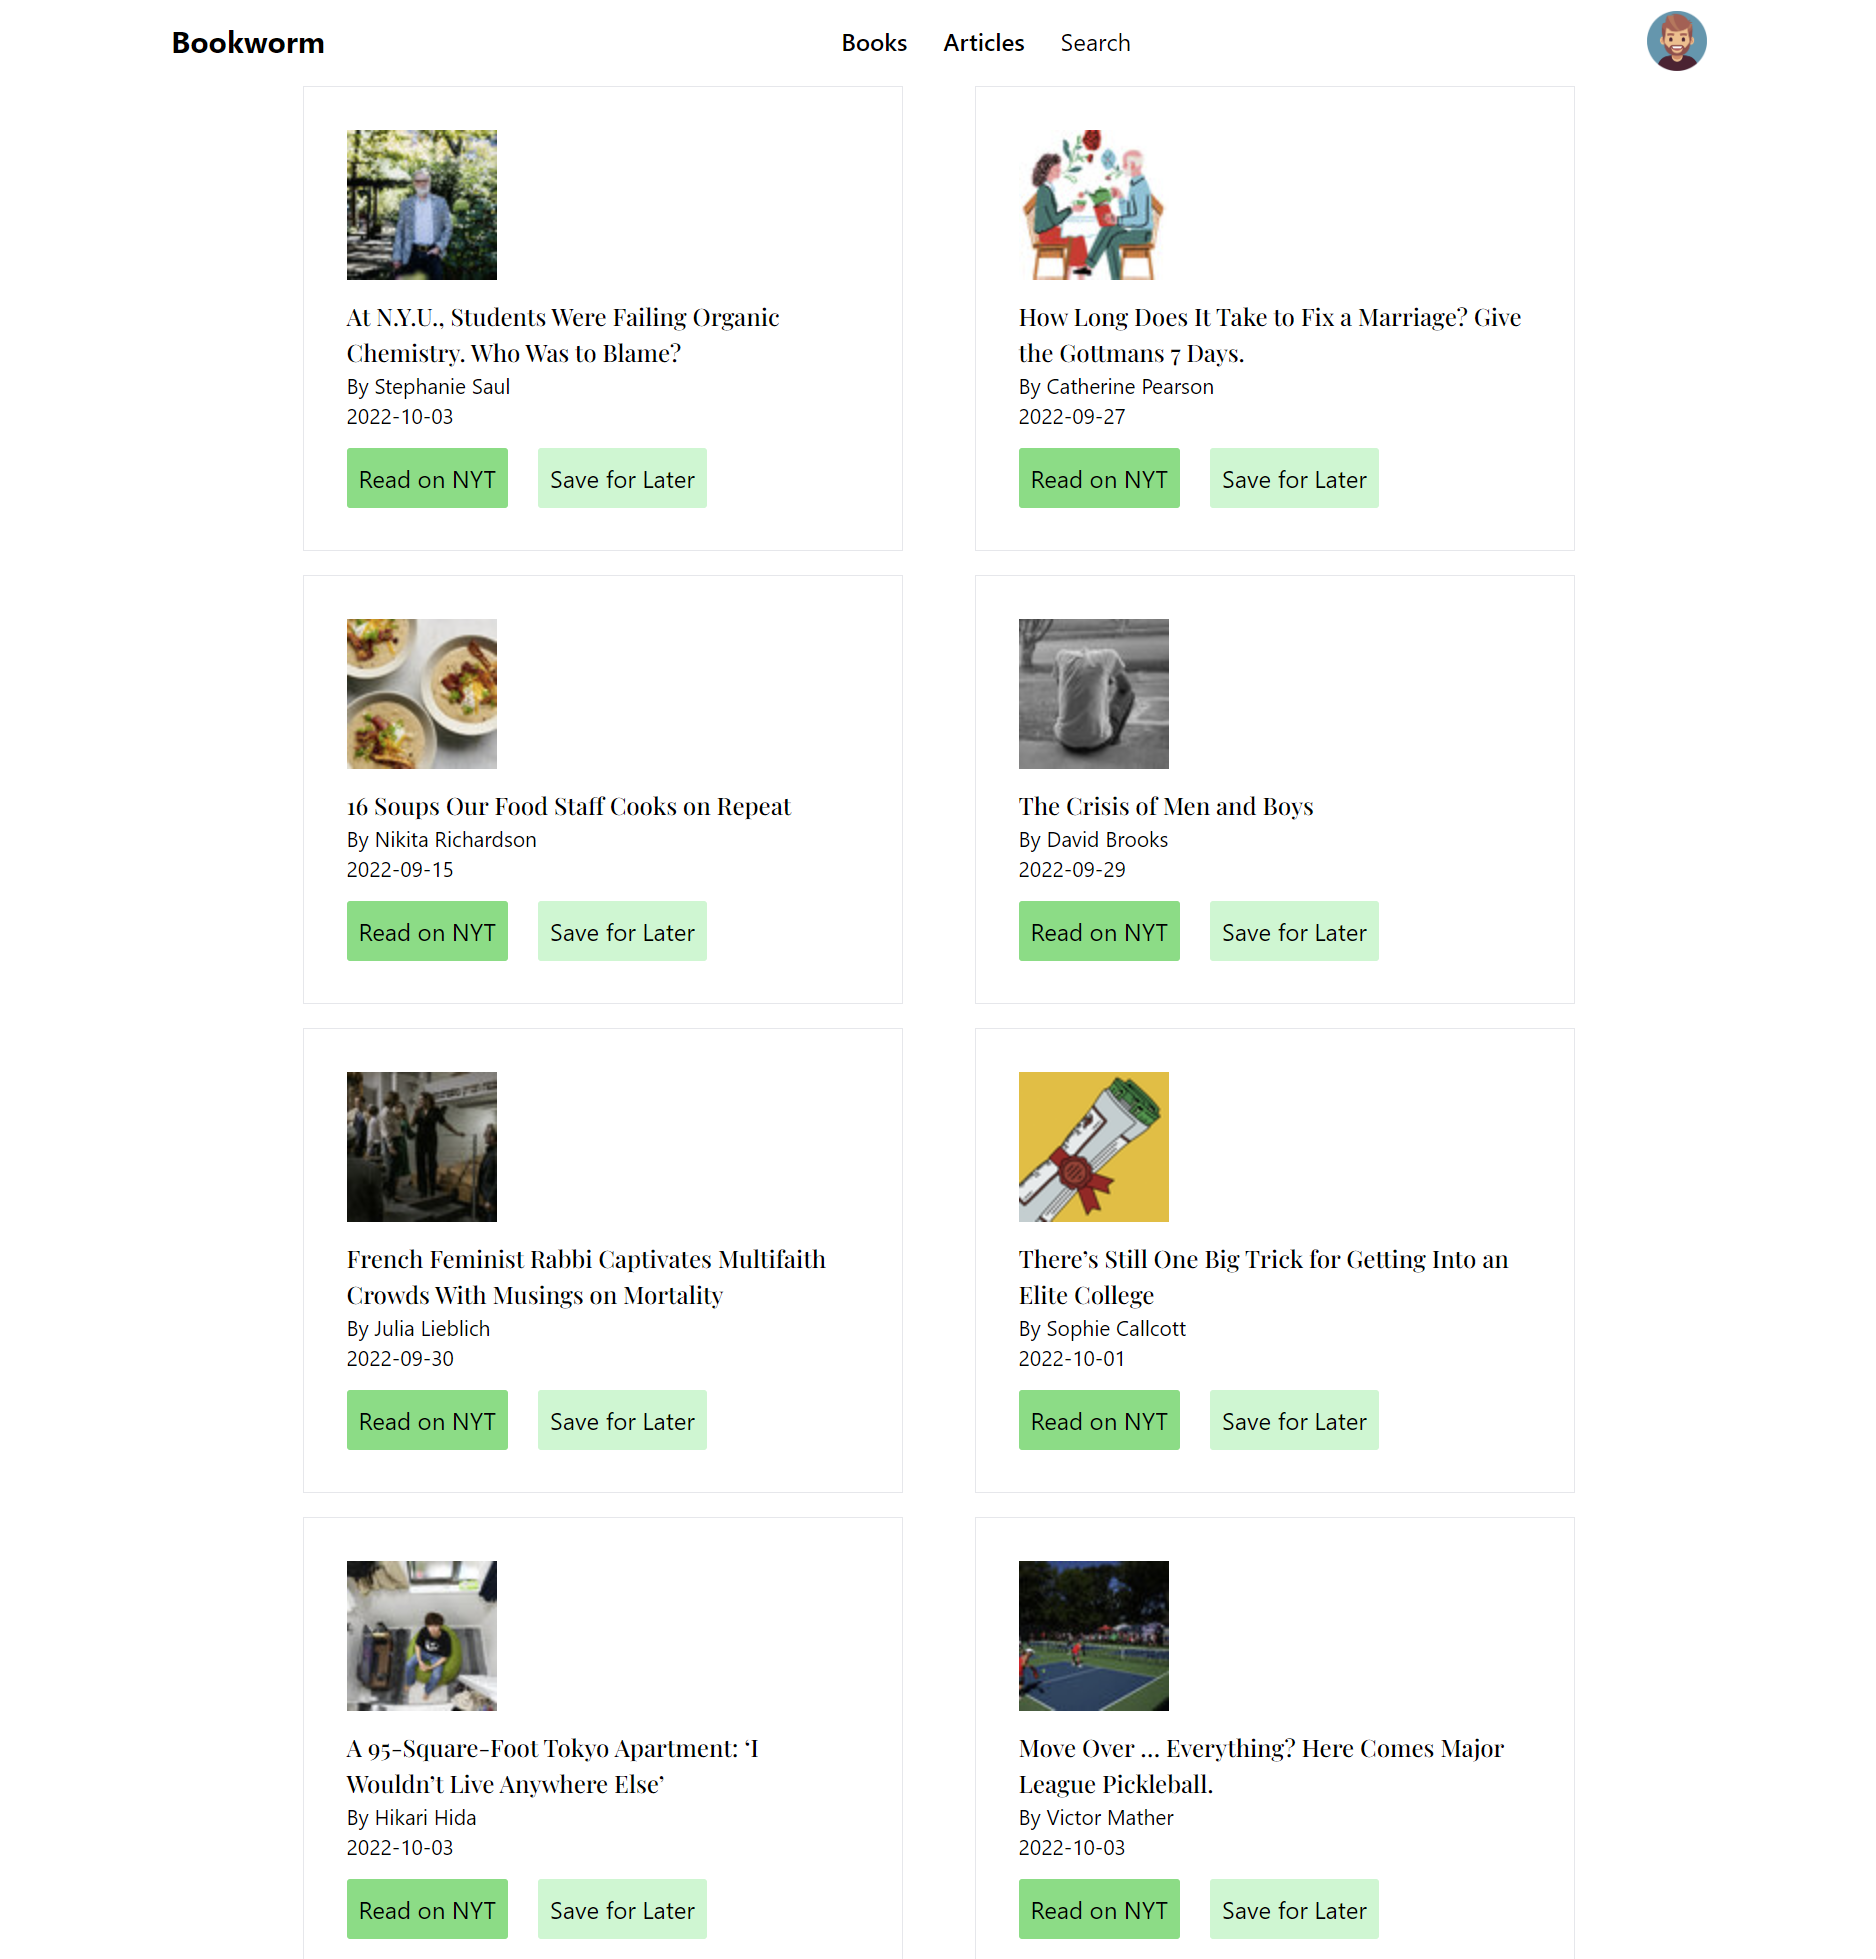 Bookworm
Books Articles Search
At N.Y.U., Students Were Failing Organic
Chemistry. Who Was to Blame?
By Stephanie Saul
2022-10-03
Read on NYT Save for Later
How Long Does It Take to Fix a Marriage? Give
the Gottmans 7 Days.
By Catherine Pearson
2022-09-27
Read on NYT Save for Later
16 Soups Our Food Staff Cooks on Repeat
By Nikita Richardson
2022-09-15
Read on NYT Save for Later
The Crisis of Men and Boys
By David Brooks
2022-09-29
Read on NYT Save for Later
French Feminist Rabbi Captivates Multifaith
Crowds With Musings on Mortality
By Julia Lieblich
2022-09-30
Read on NYT Save for Later
There’s Still One Big Trick for Getting Into an
Elite College
By Sophie Callcott
2022-10-01
Read on NYT Save for Later
A 95-Square-Foot Tokyo Apartment: ‘I
Wouldn’t Live Anywhere Else’
By Hikari Hida
2022-10-03
Read on NYT Save for Later
Move Over … Everything? Here Comes Major
League Pickleball.
By Victor Mather
2022-10-03
Read on NYT Save for Later